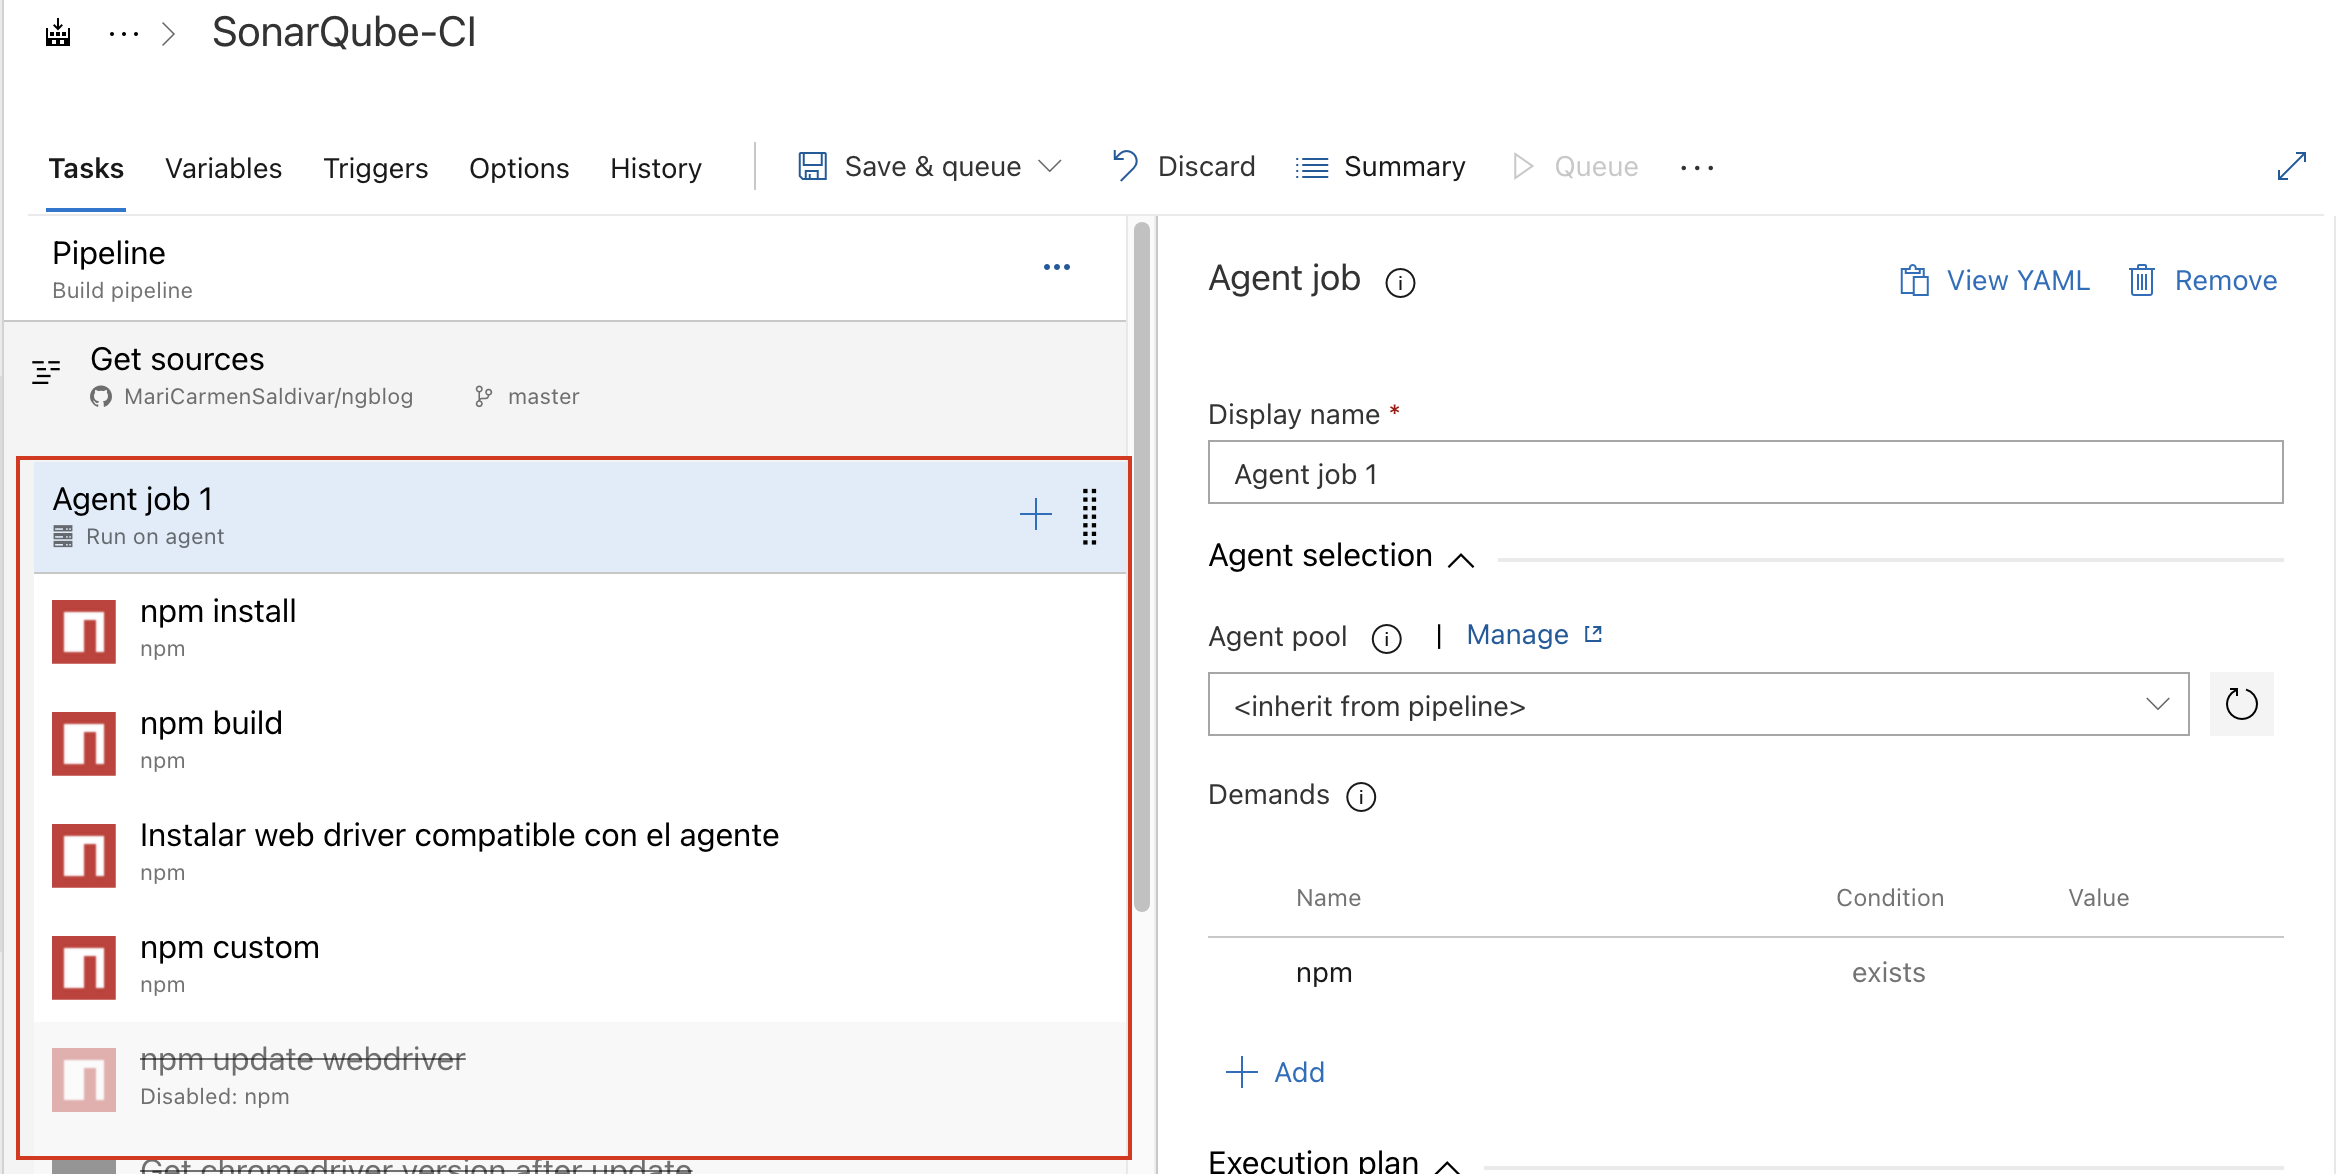 SonarQube-CI
Tasks Variables Triggers Options History Save & queue Discard Summary Queue
Pipeline
Build pipeline
Get sources
MariCarmenSaldivar/ngblog master
Agent job 1
Run on agent
npm install
npm
npm build
npm
Instalar web driver compatible con el agente
npm
npm custom
npm
npm update webdriver
Disabled: npm
Get chromedriver version after update
Agent job
View YAML Remove
Display name *
Agent job 1
Agent selection
Agent pool | Manage
<inherit from pipeline>
Demands
Name Condition Value
npm exists
Add
Execution plan